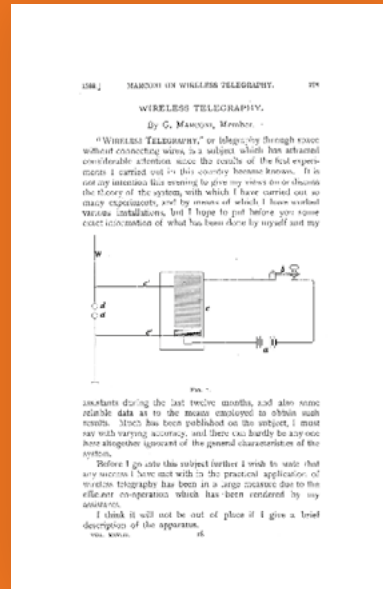 MARCONI ON WIRELESS TELEGRAPHY.
WIRELESS TELEGRAPHY.
By G. MARCONI, Member.
"WIRELESS TELEGRAPHY," or telegraphy through space
without connecting wires, is a subject which has attracted
considerable attention since the results of the first experi-
ments I carried out in this country became known. It is
not my intention this evening to give my views on or discuss
the theory of the system, with which I have carried out so
many experiments, and by means of which I have worked
various installations, but I hope to put before you some
exact information of what has been done by myself and my
W
b
c'
c
d
d
c'
a
FIG.
assistants during the last twelve months, and also some
reliable data as to the means employed to obtain such
results. Much has been published on the subject, I must
say with varying accuracy, and there can hardly be any one
here altogether ignorant of the general characteristics of the
system.
Before I go into this subject further I wish to state that
any success I have met with in the practical application of
wireless telegraphy has been in a large measure due to the
efficient co-operation which has been rendered by my
assistants.
I think it will not be out of place if I give a brief
description of the apparatus.
VOL.